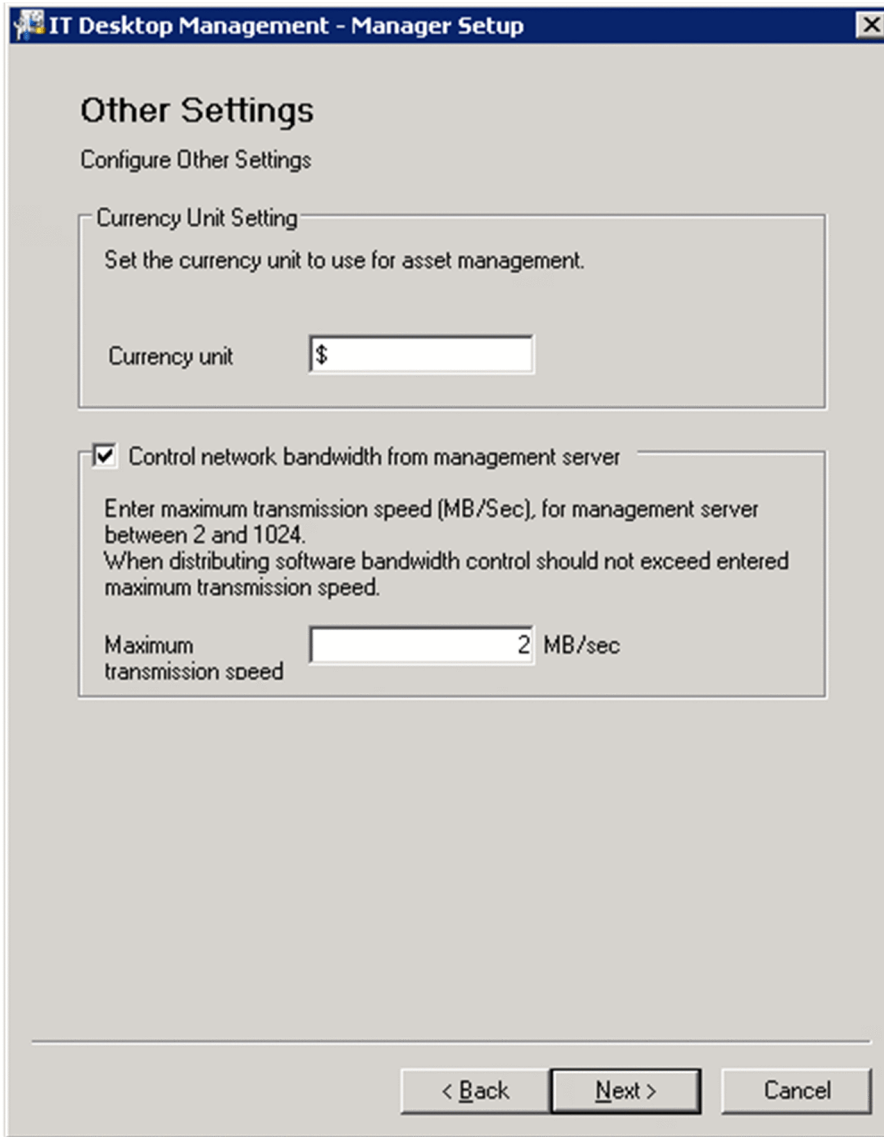 IT Desktop Management - Manager Setup
Other Settings
Configure Other Settings
Currency Unit Setting
Set the currency unit to use for asset management.
Currency unit
$
Control network bandwidth from management server
Enter maximum transmission speed (MB/Sec), for management server
between 2 and 1024.
When distributing software bandwidth control should not exceed entered
maximum transmission speed.
Maximum
transmission speed
2 MB/sec
< Back
Next >
Cancel